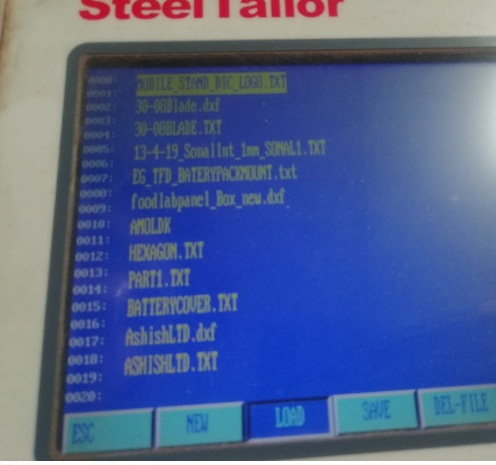 SteelTailor
0000:
0001:
0002:
0003:
0004:
0005:
0006:
0007:
0008:
0009:
0010:
0011:
0012:
0013:
0014:
0015:
0016:
0017:
0018:
0019:
0020:
MOBILE_STAND_DIC_LOGO.TXT
30-08Blade.dxf
30-08BLADE.TXT
13-4-19_SonalInt_1mm_SONAL1.TXT
EG_TFD_BATERYPACKMOUNT.txt
foodlabpanel_Box_new.dxf
AMOLDK
HEXAGON.TXT
PART1.TXT
BATTERYCOVER.TXT
AshishLTD.dxf
ASHISHLTD.TXT
ESC NEW LOAD SAVE DEL-FILE